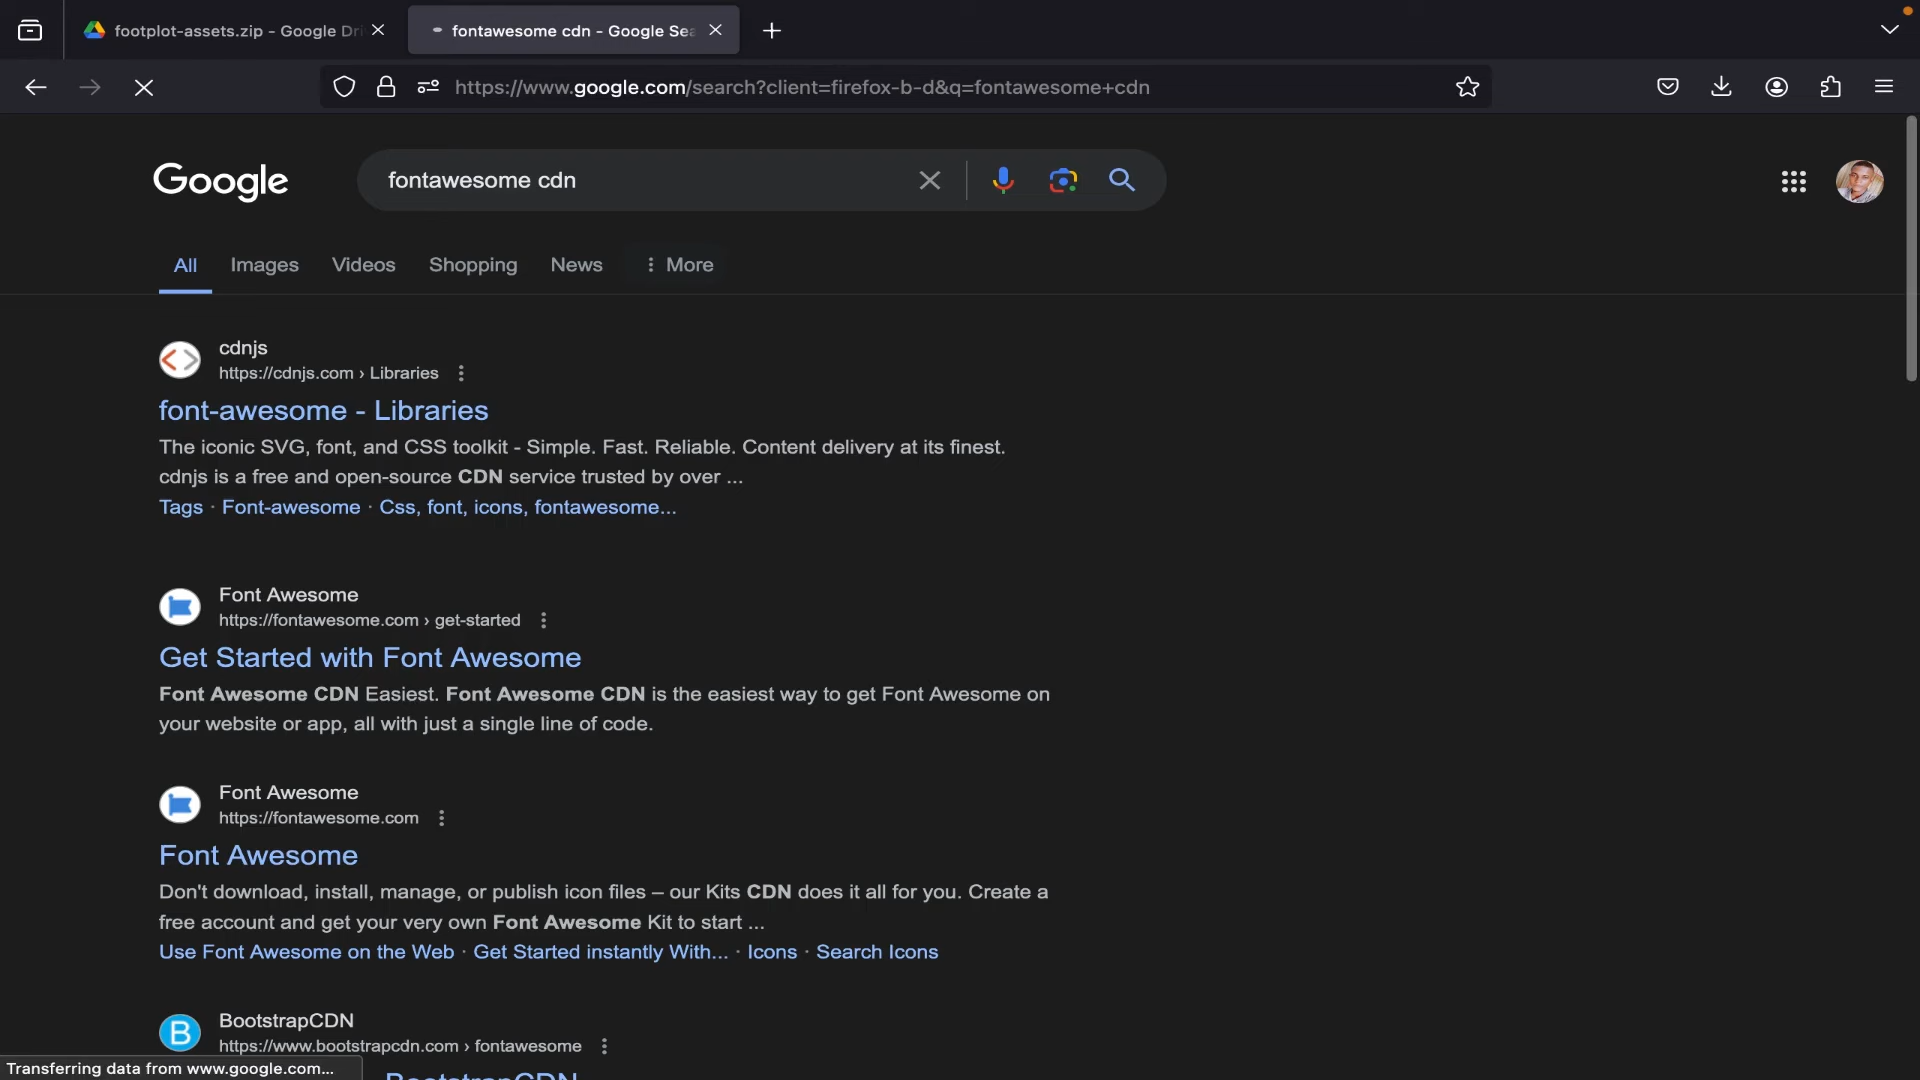 footplot-assets.zip - Google Dri
fontawesome cdn - Google Sea
https://www.google.com/search?client=firefox-b-d&q=fontawesome+cdn
Google
fontawesome cdn
All
Images
Videos
Shopping
News
More
cdnjs
https://cdnjs.com › Libraries
font-awesome - Libraries
The iconic SVG, font, and CSS toolkit - Simple. Fast. Reliable. Content delivery at its finest.
cdnjs is a free and open-source CDN service trusted by over ...
Tags · Font-awesome · Css, font, icons, fontawesome...
Font Awesome
https://fontawesome.com › get-started
Get Started with Font Awesome
Font Awesome CDN Easiest. Font Awesome CDN is the easiest way to get Font Awesome on
your website or app, all with just a single line of code.
Font Awesome
https://fontawesome.com
Font Awesome
Don't download, install, manage, or publish icon files – our Kits CDN does it all for you. Create a
free account and get your very own Font Awesome Kit to start ...
Use Font Awesome on the Web · Get Started instantly With... · Icons · Search Icons
B
BootstrapCDN
https://www.bootstrapcdn.com › fontawesome
Transferring data from www.google.com...
BootstrapCDN